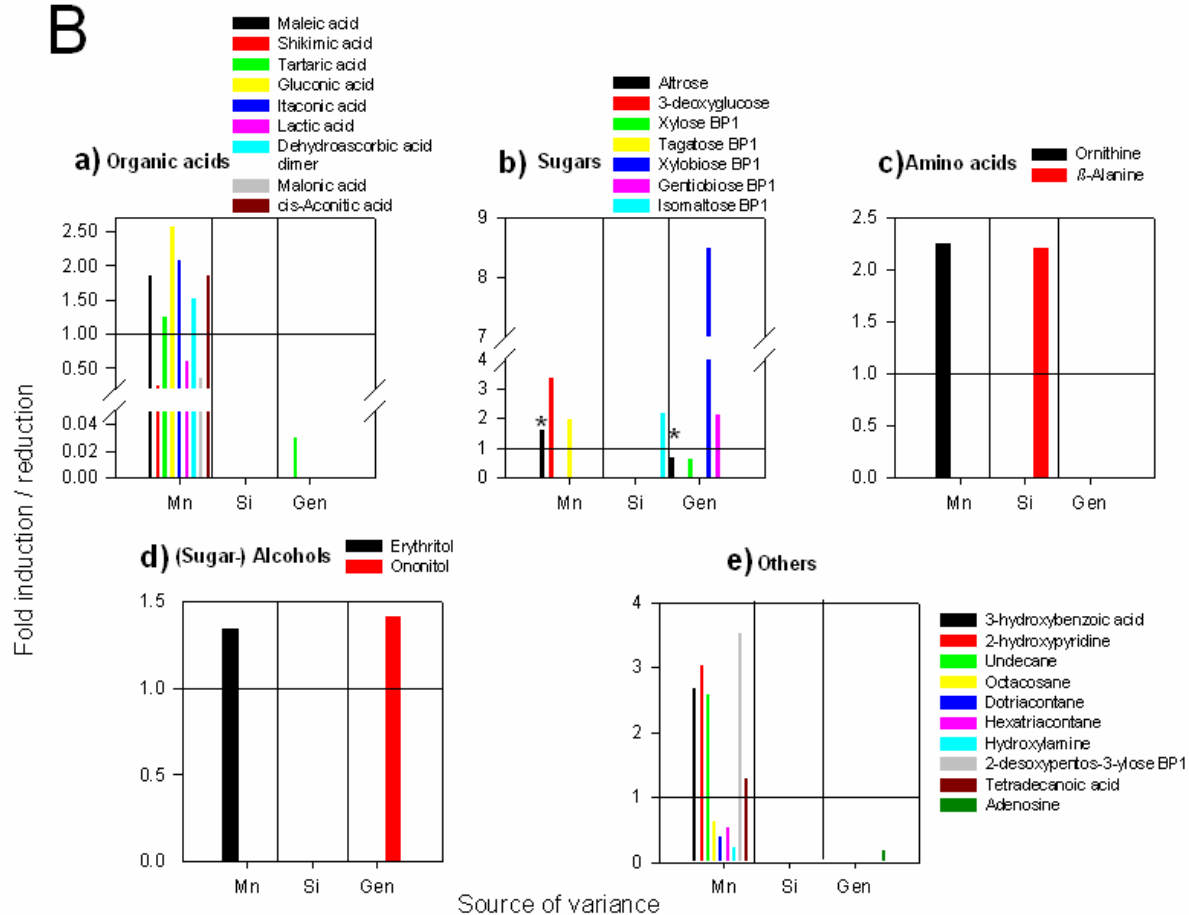 B
Maleic acid
Shikimic acid
Tartaric acid
Gluconic acid
Itaconic acid
Lactic acid
Dehydroascorbic acid
dimer
Malonic acid
cis-Aconitic acid
a) Organic acids
2.50
2.00
1.50
1.00
0.50
0.04
0.02
0.00
Mn Si Gen
Altrose
3-deoxyglucose
Xylose BP1
Tagatose BP1
Xylobiose BP1
Gentiobiose BP1
Isomaltose BP1
b) Sugars
9
8
7
4
3
2
1
0
*
*
Mn Si Gen
c) Amino acids
Ornithine
ß-Alanine
2.5
2.0
1.5
1.0
0.5
0.0
Mn Si Gen
Fold induction / reduction
d) (Sugar-) Alcohols
Erythritol
Ononitol
1.5
1.0
0.5
0.0
Mn Si Gen
e) Others
4
3
2
1
0
Mn Si Gen
3-hydroxybenzoic acid
2-hydroxypyridine
Undecane
Octacosane
Dotriacontane
Hexatriacontane
Hydroxylamine
2-desoxypentos-3-ylose BP1
Tetradecanoic acid
Adenosine
Source of variance